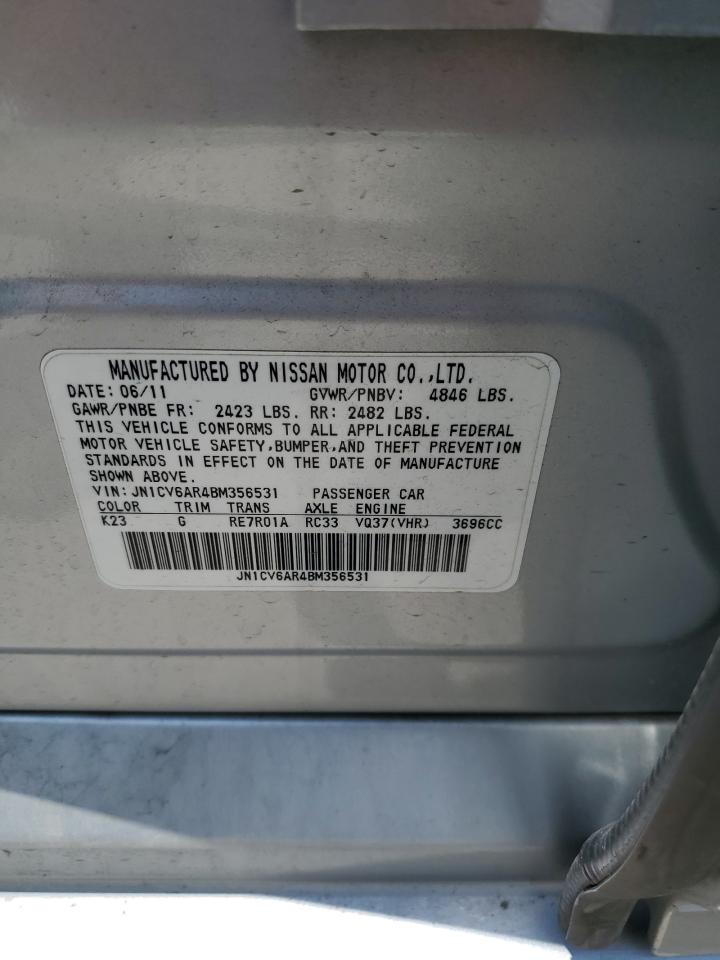 MANUFACTURED BY NISSAN MOTOR CO.,LTD.
DATE: 06/11 GVWR/PNBV: 4846 LBS.
GAWR/PNBE FR: 2423 LBS. RR: 2482 LBS.
THIS VEHICLE CONFORMS TO ALL APPLICABLE FEDERAL
MOTOR VEHICLE SAFETY,BUMPER,AND THEFT PREVENTION
STANDARDS IN EFFECT ON THE DATE OF MANUFACTURE
SHOWN ABOVE.
VIN: JN1CV6AR4BM356531 PASSENGER CAR
COLOR TRIM TRANS AXLE ENGINE
K23 G RE7R01A RC33 VQ37(VHR) 3696CC
JN1CV6AR4BM356531